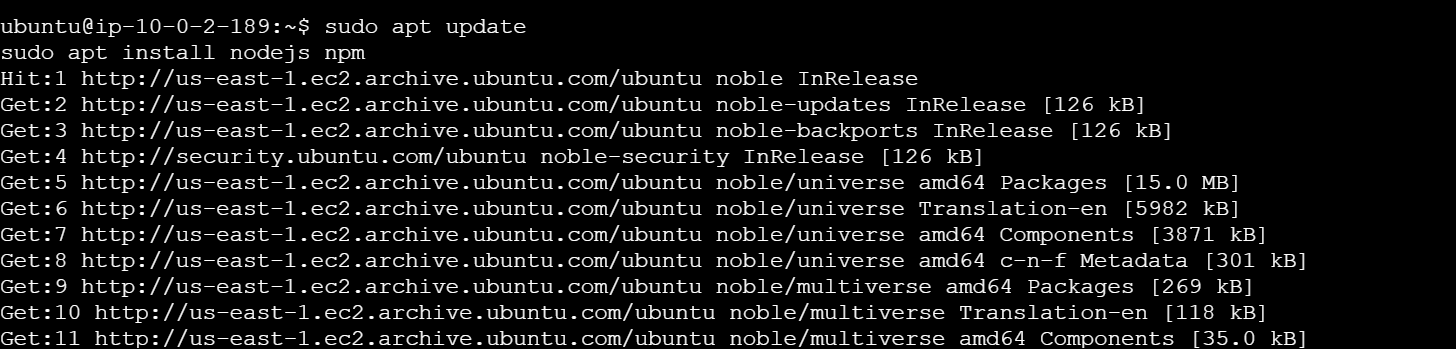 ubuntu@ip-10-0-2-189:~$ sudo apt update
sudo apt install nodejs npm
Hit:1 http://us-east-1.ec2.archive.ubuntu.com/ubuntu noble InRelease
Get:2 http://us-east-1.ec2.archive.ubuntu.com/ubuntu noble-updates InRelease [126 kB]
Get:3 http://us-east-1.ec2.archive.ubuntu.com/ubuntu noble-backports InRelease [126 kB]
Get:4 http://security.ubuntu.com/ubuntu noble-security InRelease [126 kB]
Get:5 http://us-east-1.ec2.archive.ubuntu.com/ubuntu noble/universe amd64 Packages [15.0 MB]
Get:6 http://us-east-1.ec2.archive.ubuntu.com/ubuntu noble/universe Translation-en [5982 kB]
Get:7 http://us-east-1.ec2.archive.ubuntu.com/ubuntu noble/universe amd64 Components [3871 kB]
Get:8 http://us-east-1.ec2.archive.ubuntu.com/ubuntu noble/universe amd64 c-n-f Metadata [301 kB]
Get:9 http://us-east-1.ec2.archive.ubuntu.com/ubuntu noble/multiverse amd64 Packages [269 kB]
Get:10 http://us-east-1.ec2.archive.ubuntu.com/ubuntu noble/multiverse Translation-en [118 kB]
Get:11 http://us-east-1.ec2.archive.ubuntu.com/ubuntu noble/multiverse amd64 Components [35.0 kB]